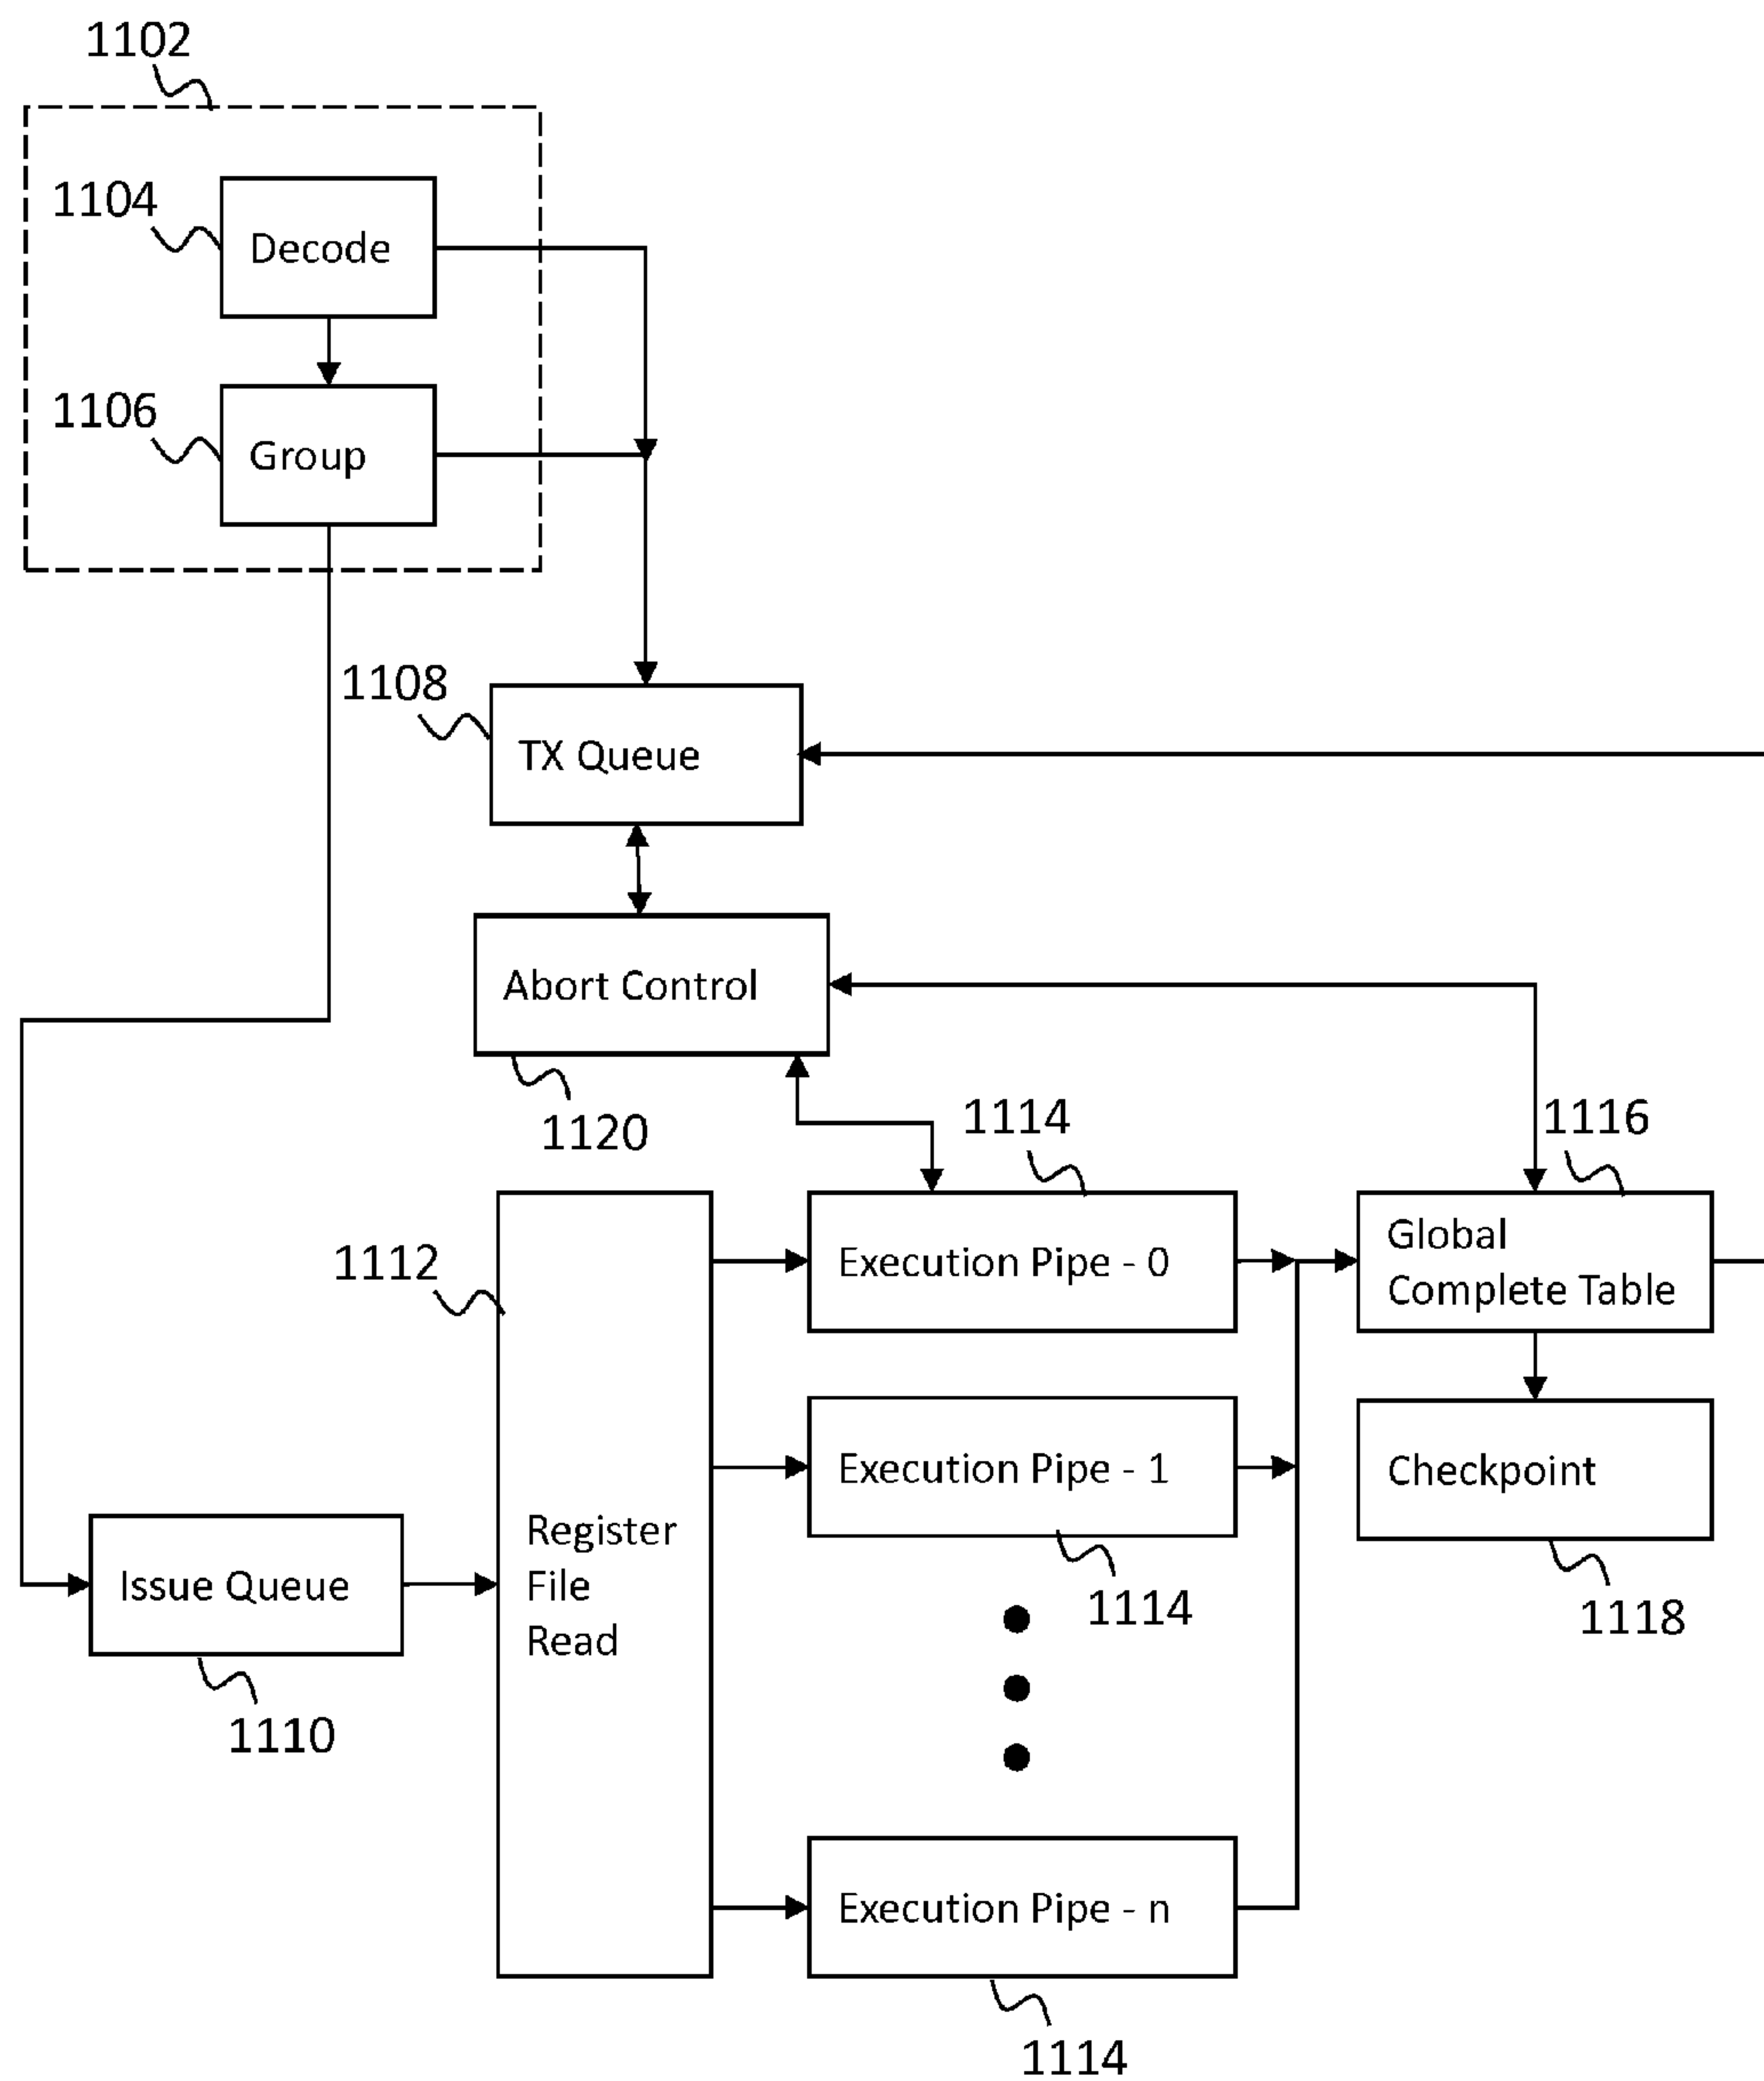 1102
1104
Decode
1106
Group
1108
TX Queue
Abort Control
1120
1114
1116
1112
Execution Pipe - 0
Global
Complete Table
Execution Pipe - 1
Checkpoint
Register
File
Read
Issue Queue
1114
1118
1110
Execution Pipe - n
1114